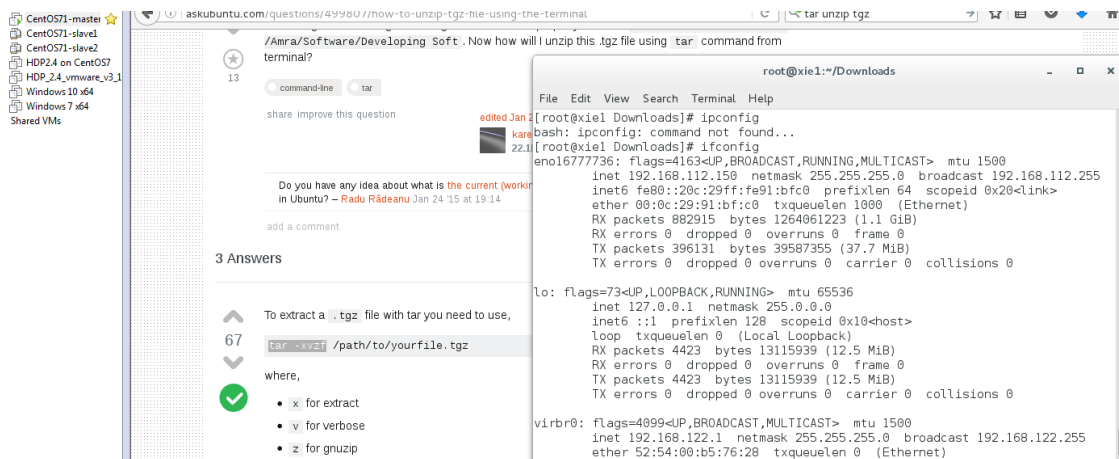 CentOS71-master
CentOS71-slave1
CentOS71-slave2
HDP2.4 on CentOS7
HDP_2.4_vmware_v3_1
Windows 10 x64
Windows 7 x64
Shared VMs
askubuntu.com/questions/499807/how-to-unzip-tgz-file-using-the-terminal
tar unzip tgz
/Amra/Software/Developing Soft . Now how will I unzip this .tgz file using tar command from
terminal?
13
command-line tar
share improve this question
edited Jan 2
kare
22.1
Do you have any idea about what is the current (workin
in Ubuntu? – Radu Rădeanu Jan 24 '15 at 19:14
add a comment
3 Answ
To extract a .tgz file with tar you need to use,
67
tar -xvzf /path/to/yourfile.tgz
where,
x for extract
v for verbose
z for gnuzip
root@xie1:~/Downloads
File Edit View Search Terminal Help
[root@xie1 Downloads]# ipconfig
bash: ipconfig: command not found...
[root@xie1 Downloads]# ifconfig
eno16777736: flags=4163<UP,BROADCAST,RUNNING,MULTICAST> mtu 1500
inet 192.168.112.150 netmask 255.255.255.0 broadcast 192.168.112.255
inet6 fe80::20c:29ff:fe91:bfc0 prefixlen 64 scopeid 0x20<link>
ether 00:0c:29:91:bf:c0 txqueuelen 1000 (Ethernet)
RX packets 882915 bytes 1264061223 (1.1 GiB)
RX errors 0 dropped 0 overruns 0 frame 0
TX packets 396131 bytes 39587355 (37.7 MiB)
TX errors 0 dropped 0 overruns 0 carrier 0 collisions 0
lo: flags=73<UP,LOOPBACK,RUNNING> mtu 65536
inet 127.0.0.1 netmask 255.0.0.0
inet6 ::1 prefixlen 128 scopeid 0x10<host>
loop txqueuelen 0 (Local Loopback)
RX packets 4423 bytes 13115939 (12.5 MiB)
RX errors 0 dropped 0 overruns 0 frame 0
TX packets 4423 bytes 13115939 (12.5 MiB)
TX errors 0 dropped 0 overruns 0 carrier 0 collisions 0
virbr0: flags=4099<UP,BROADCAST,MULTICAST> mtu 1500
inet 192.168.122.1 netmask 255.255.255.0 broadcast 192.168.122.255
ether 52:54:00:b5:76:28 txqueuelen 0 (Ethernet)